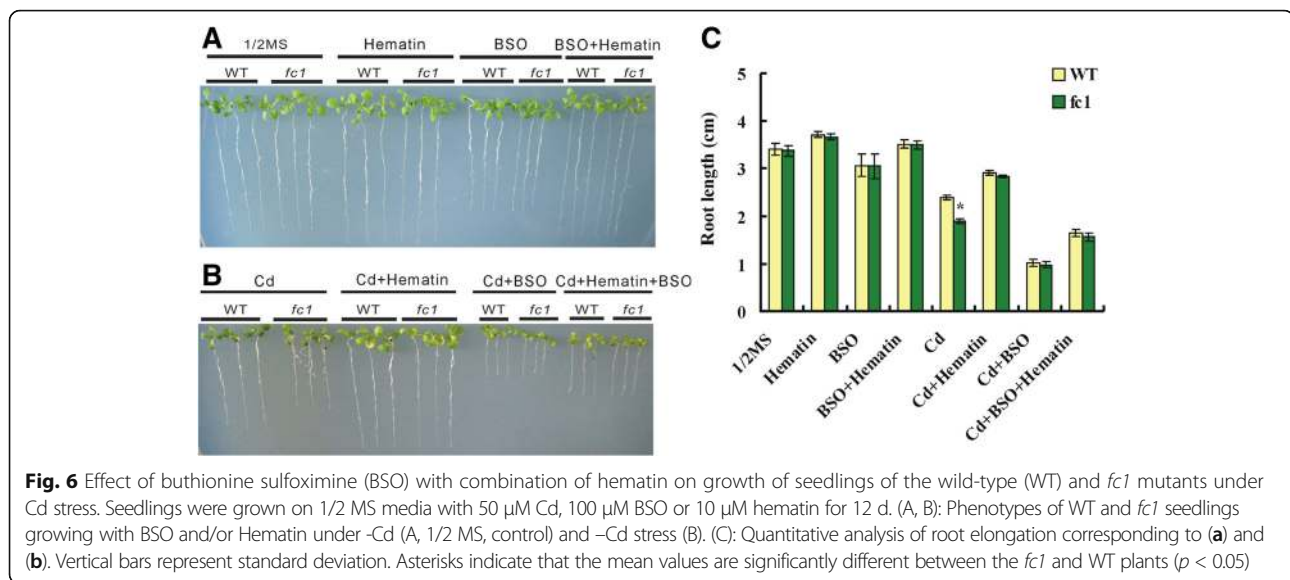 A
1/2MS Hematin BSO BSO+Hematin
WT fc1 WT fc1 WT fc1 WT fc1
B
Cd Cd+Hematin Cd+BSO Cd+Hematin+BSO
WT fc1 WT fc1 WT fc1 WT fc1
C
WT
fc1
Root length (cm)
5
4
3
2
1
0
*
1/2MS
Hematin
BSO
BSO+Hematin
Cd
Cd+Hematin
Cd+BSO
Cd+BSO+Hematin
Fig. 6 Effect of buthionine sulfoximine (BSO) with combination of hematin on growth of seedlings of the wild-type (WT) and fc1 mutants under
Cd stress. Seedlings were grown on 1/2 MS media with 50 μM Cd, 100 μM BSO or 10 μM hematin for 12 d. (A, B): Phenotypes of WT and fc1 seedlings
growing with BSO and/or Hematin under -Cd (A, 1/2 MS, control) and –Cd stress (B). (C): Quantitative analysis of root elongation corresponding to (a) and
(b). Vertical bars represent standard deviation. Asterisks indicate that the mean values are significantly different between the fc1 and WT plants (p < 0.05)